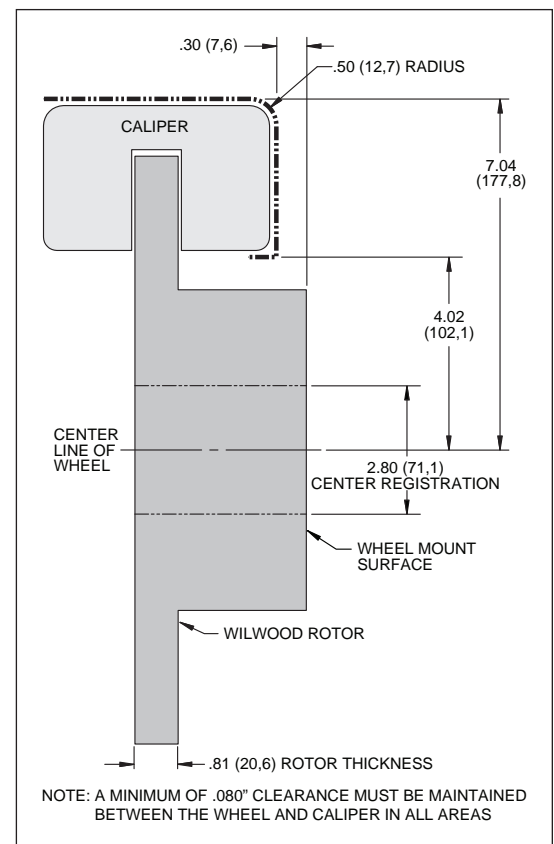 .30 (7,6)
.50 (12,7) RADIUS
CALIPER
7.04
(177,8)
4.02
(102,1)
CENTER
LINE OF
WHEEL
2.80 (71,1)
CENTER REGISTRATION
WHEEL MOUNT
SURFACE
WILWOOD ROTOR
.81 (20,6) ROTOR THICKNESS
NOTE: A MINIMUM OF .080" CLEARANCE MUST BE MAINTAINED
BETWEEN THE WHEEL AND CALIPER IN ALL AREAS